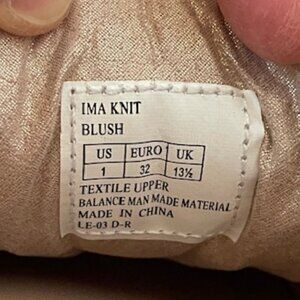 IMA KNIT
BLUSH
US EURO UK
1 32 13½
TEXTILE UPPER
BALANCE MAN MADE MATERIAL
MADE IN CHINA
LE-03 D-R